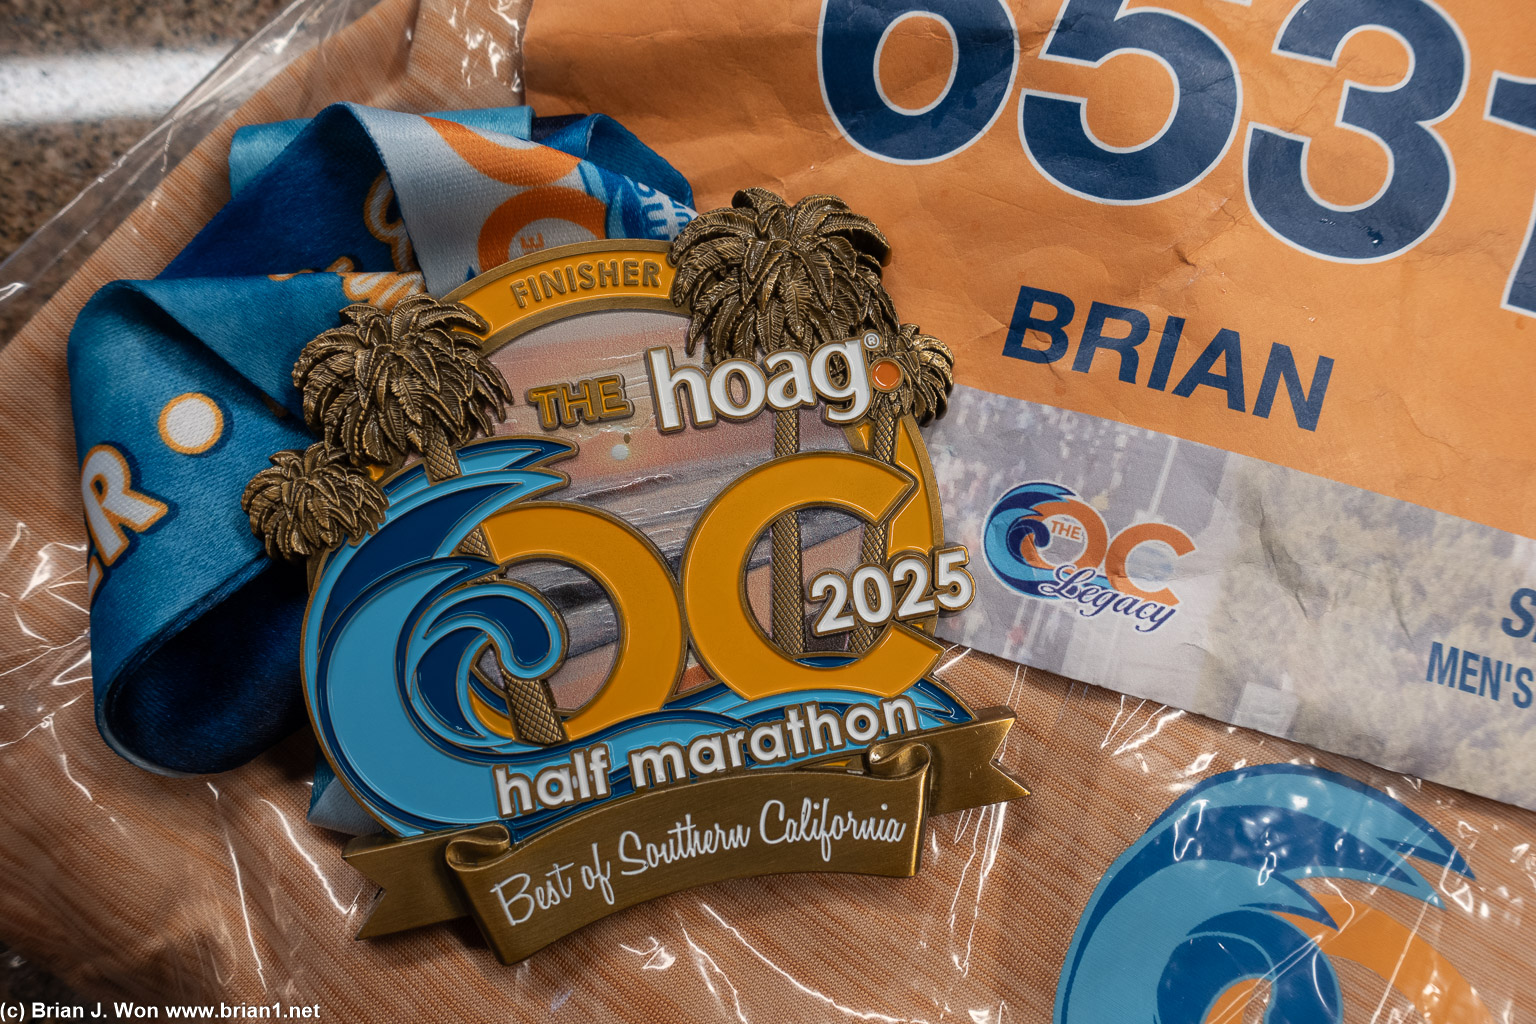 653
BRIAN
FINISHER
THE hoag®
OC
2025
half marathon
Best of Southern California
THE OC
Legacy
MEN'S
(c) Brian J. Won www.brian1.net